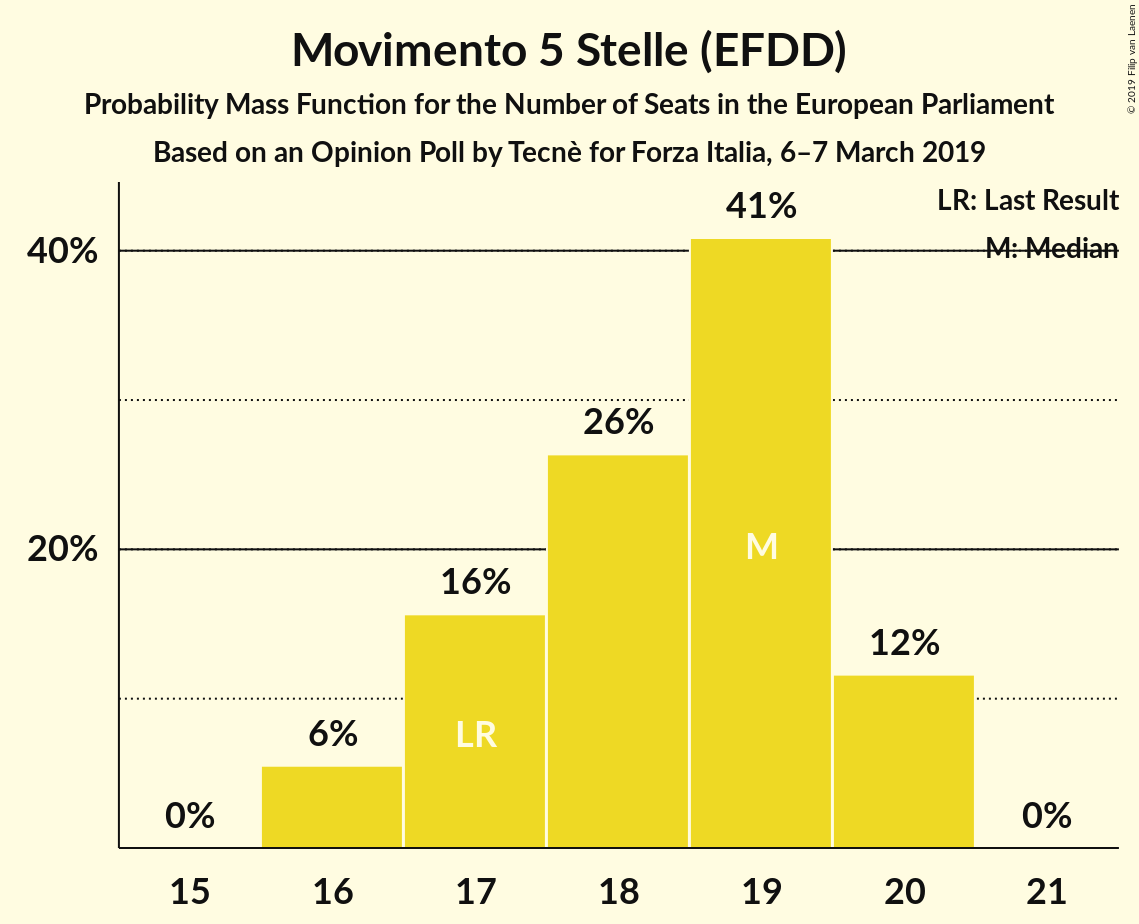 Movimento 5 Stelle (EFDD)
Probability Mass Function for the Number of Seats in the European Parliament
Based on an Opinion Poll by Tecnè for Forza Italia, 6–7 March 2019
© 2019 Filip van Laenen
LR: Last Result
M: Median
41%
40%
26%
20%
M
16%
12%
LR
6%
0%
0%
15 16 17 18 19 20 21